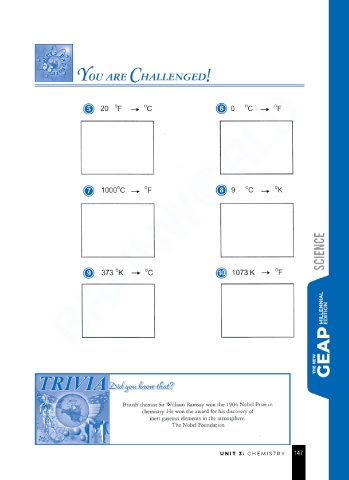 YOU ARE CHALLENGED!
5 20 °F → °C
6 0 °C → °F
7 1000°C → °F
8 9 °C → °K
9 373 °K → °C
10 1073 K → °F
SCIENCE
THE NEW GEAP MILLENNIAL EDITION
TRIVIA Did you know that?
British chemist Sir William Ramsay won the 1904 Nobel Prize in
chemistry. He won the award for his discovery of
inert gaseous elements in the atmosphere.
The Nobel Foundation
UNIT 3: CHEMISTRY 147